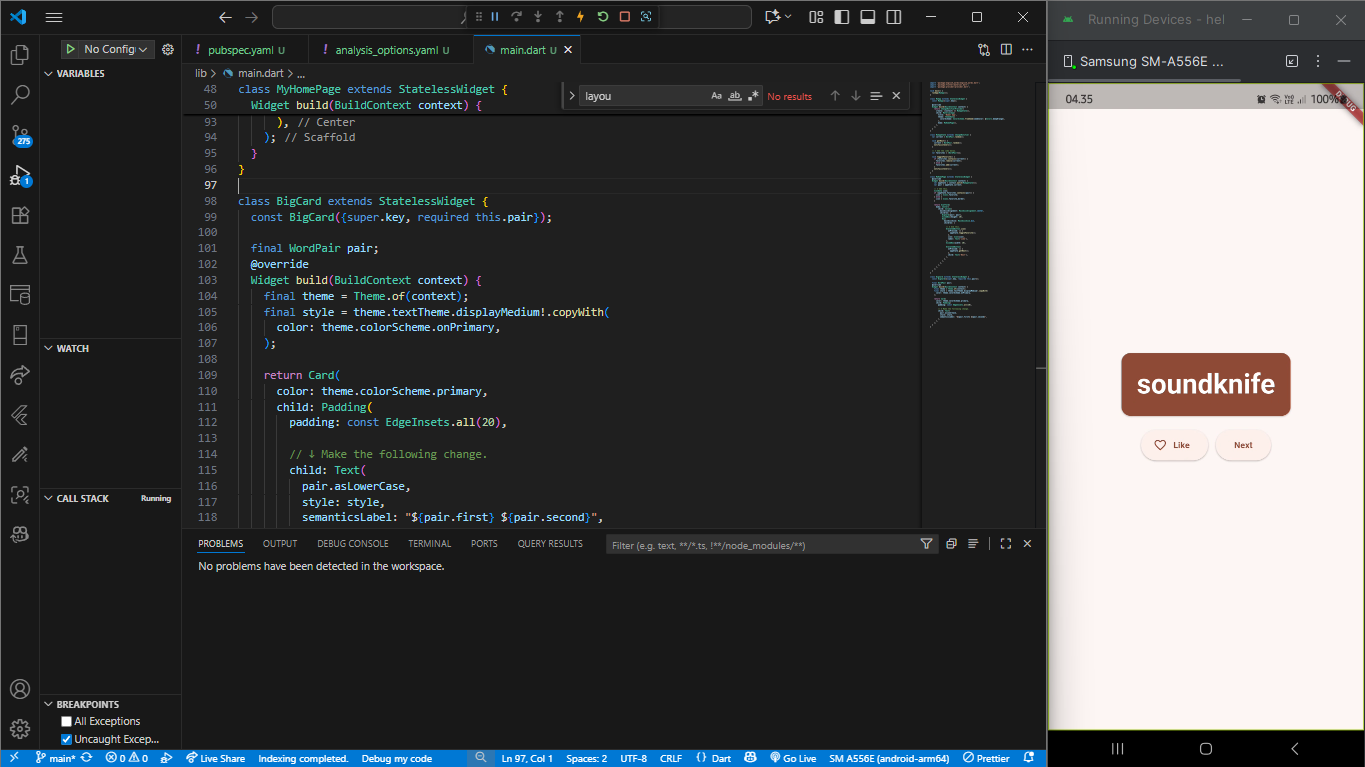 No Config
pubspec.yaml U
analysis_options.yaml U
main.dart U
Running Devices - hel
Samsung SM-A556E ...
VARIABLES
lib > main.dart > ...
layou
Aa
ab
No results
48 class MyHomePage extends StatelessWidget {
50 Widget build(BuildContext context) {
93 ), // Center
94 ); // Scaffold
95 }
96 }
97
98 class BigCard extends StatelessWidget {
99 const BigCard({super.key, required this.pair});
100
101 final WordPair pair;
102 @override
103 Widget build(BuildContext context) {
104 final theme = Theme.of(context);
105 final style = theme.textTheme.displayMedium!.copyWith(
106 color: theme.colorScheme.onPrimary,
107 );
108
109 return Card(
110 color: theme.colorScheme.primary,
111 child: Padding(
112 padding: const EdgeInsets.all(20),
113
114 // ↓ Make the following change.
115 child: Text(
116 pair.asLowerCase,
117 style: style,
118 semanticsLabel: "${pair.first} ${pair.second}",
275
1
WATCH
CALL STACK
Running
BREAKPOINTS
All Exceptions
Uncaught Excep...
PROBLEMS
OUTPUT
DEBUG CONSOLE
TERMINAL
PORTS
QUERY RESULTS
Filter (e.g. text, **/*.ts, !**/node_modules/**)
No problems have been detected in the workspace.
04.35
100%
soundknife
Like
Next
main*
0
0
Live Share
Indexing completed.
Debug my code
Ln 97, Col 1
Spaces: 2
UTF-8
CRLF
{} Dart
Go Live
SM A556E (android-arm64)
Prettier